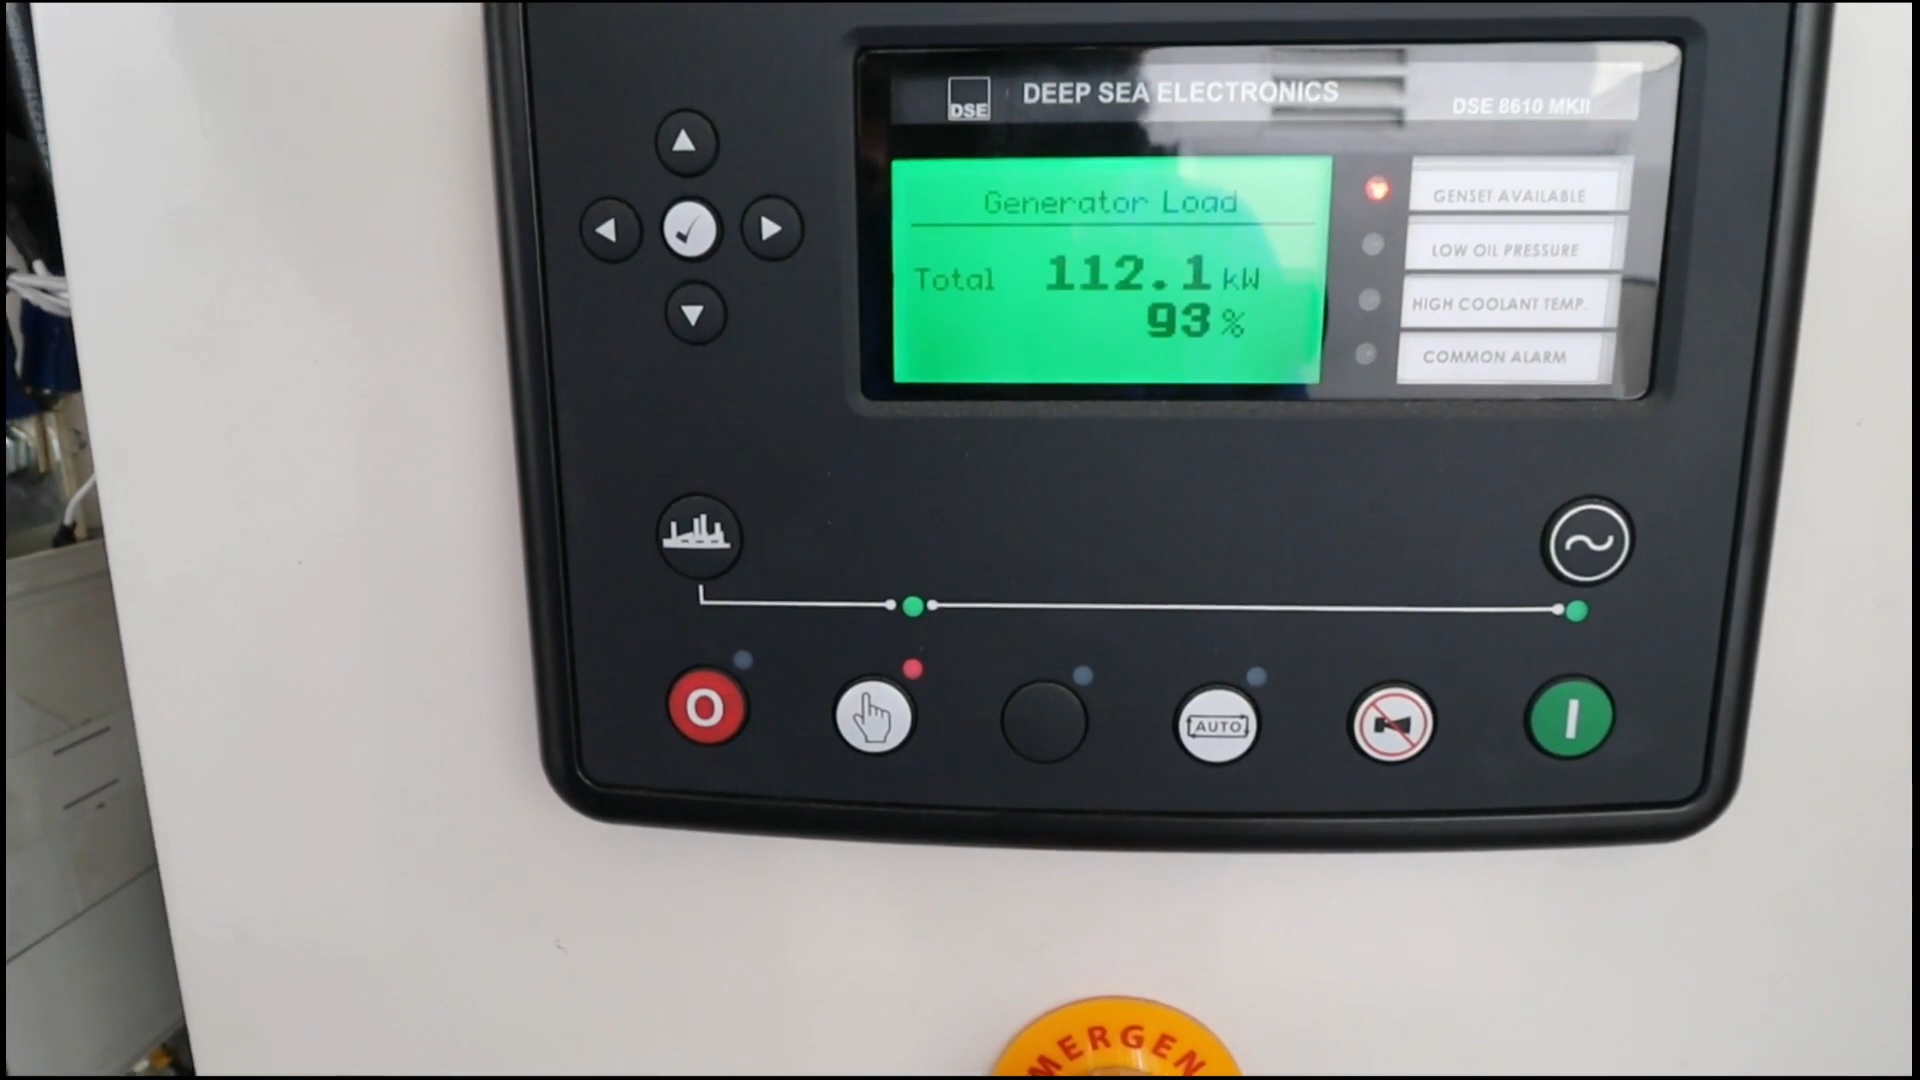 DSE
DEEP SEA ELECTRONICS
DSE 8610 MKII
Generator Load
Total 112.1 kW
93 %
GENSET AVAILABLE
LOW OIL PRESSURE
HIGH COOLANT TEMP.
COMMON ALARM
O
AUTO
I
MERGEN